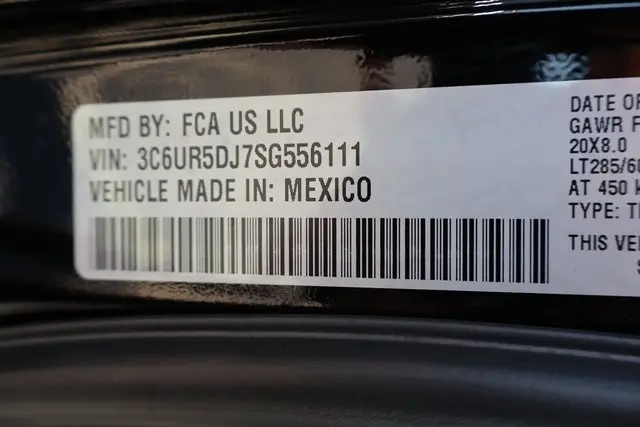 MFD BY: FCA US LLC
VIN: 3C6UR5DJ7SG556111
VEHICLE MADE IN: MEXICO
DATE OF
GAWR F
20X8.0
LT285/60
AT 450 k
TYPE: T
THIS VE